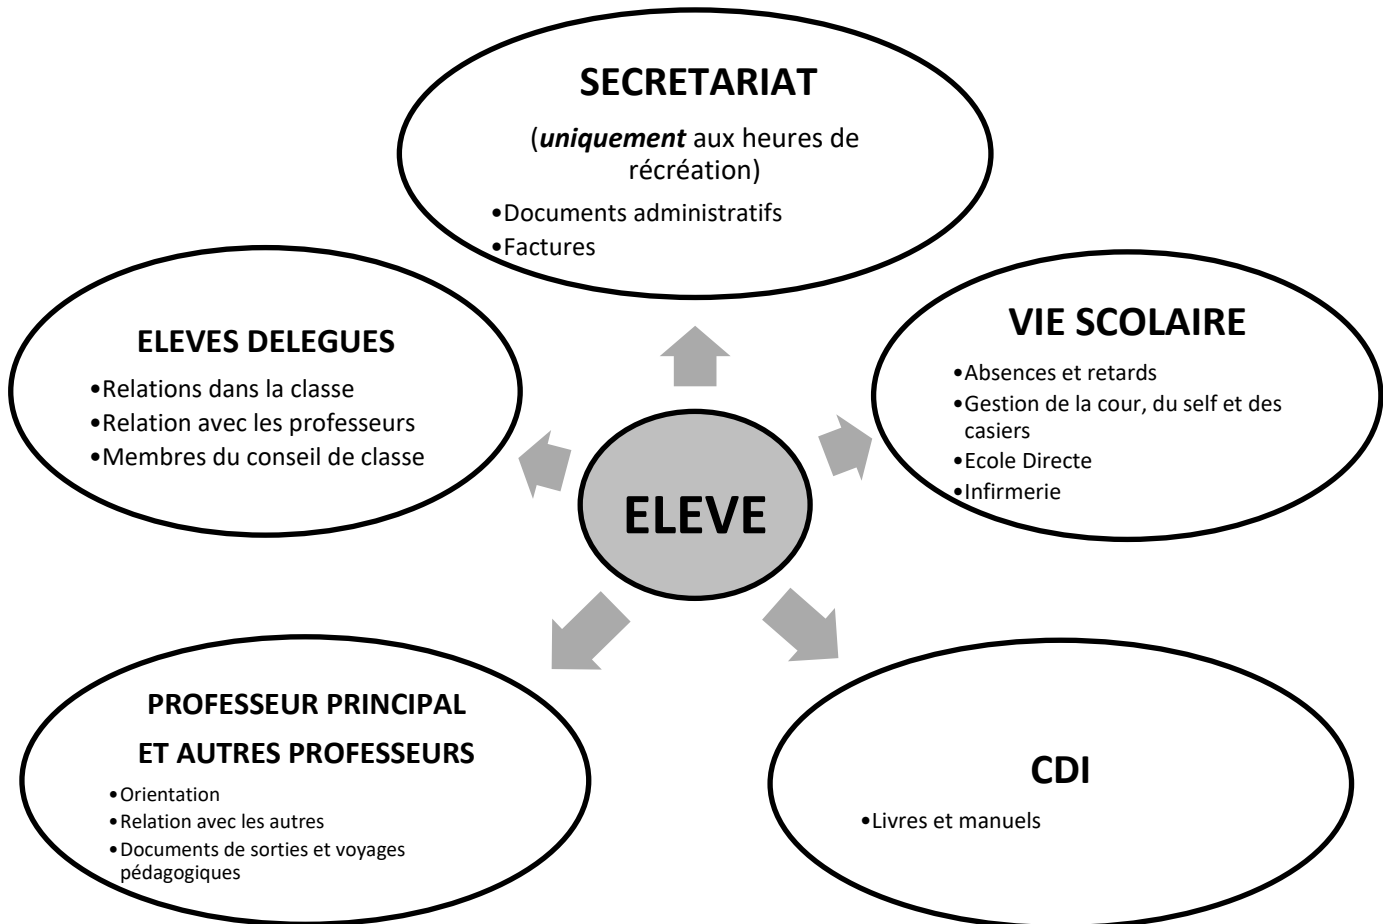 SECRETARIAT
(uniquement aux heures de
récréation)
•Documents administratifs
•Factures
ELEVES DELEGUES
•Relations dans la classe
•Relation avec les professeurs
•Membres du conseil de classe
VIE SCOLAIRE
•Absences et retards
•Gestion de la cour, du self et des
casiers
•Ecole Directe
•Infirmerie
ELEVE
PROFESSEUR PRINCIPAL
ET AUTRES PROFESSEURS
•Orientation
•Relation avec les autres
•Documents de sorties et voyages
pédagogiques
CDI
•Livres et manuels